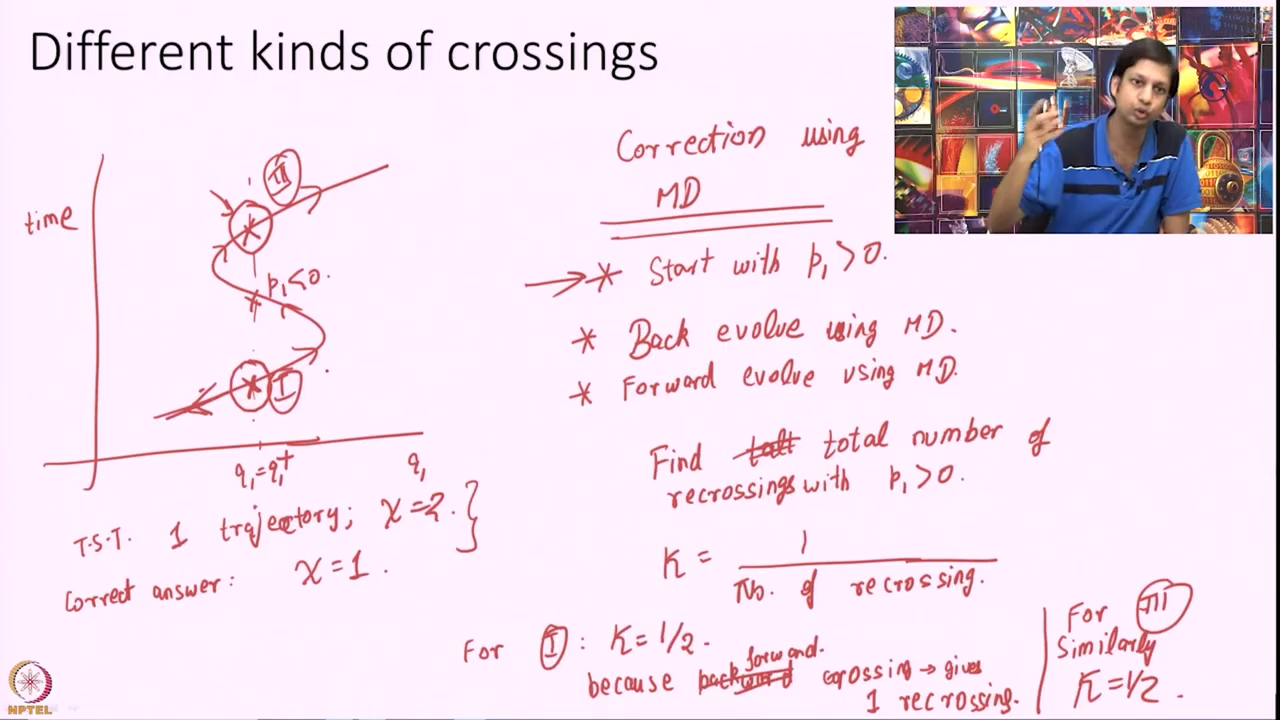 Different kinds of crossings
time
III
p₁<0.
I
q₁=q₁‡
q₁
T.S.T. 1 trajectory; χ=2.
Correct answer: χ=1.
Correction using
MD
→ * Start with p₁>0.
* Back evolve using MD.
* Forward evolve using MD.
Find total number of
recrossings with p₁>0.
K = 1
No. of recrossing.
For I : K=1/2.
forward.
because backward crossing → gives
1 recrossing.
For III
Similarly
K=1/2.
NPTEL